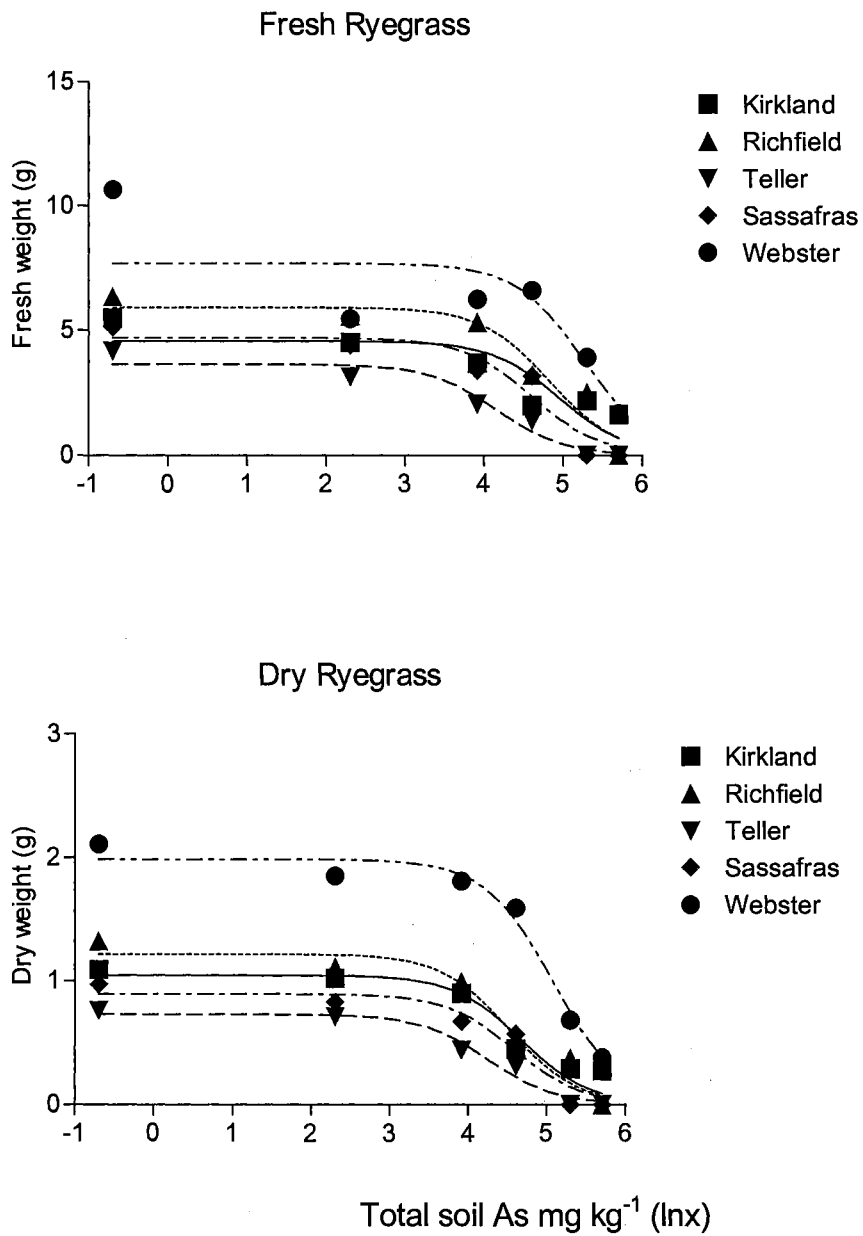 Fresh Ryegrass
15
10
5
0
Fresh weight (g)
-1 0 1 2 3 4 5 6
Kirkland
Richfield
Teller
Sassafras
Webster
Dry Ryegrass
3
2
1
0
Dry weight (g)
-1 0 1 2 3 4 5 6
Kirkland
Richfield
Teller
Sassafras
Webster
Total soil As mg kg⁻¹ (lnx)